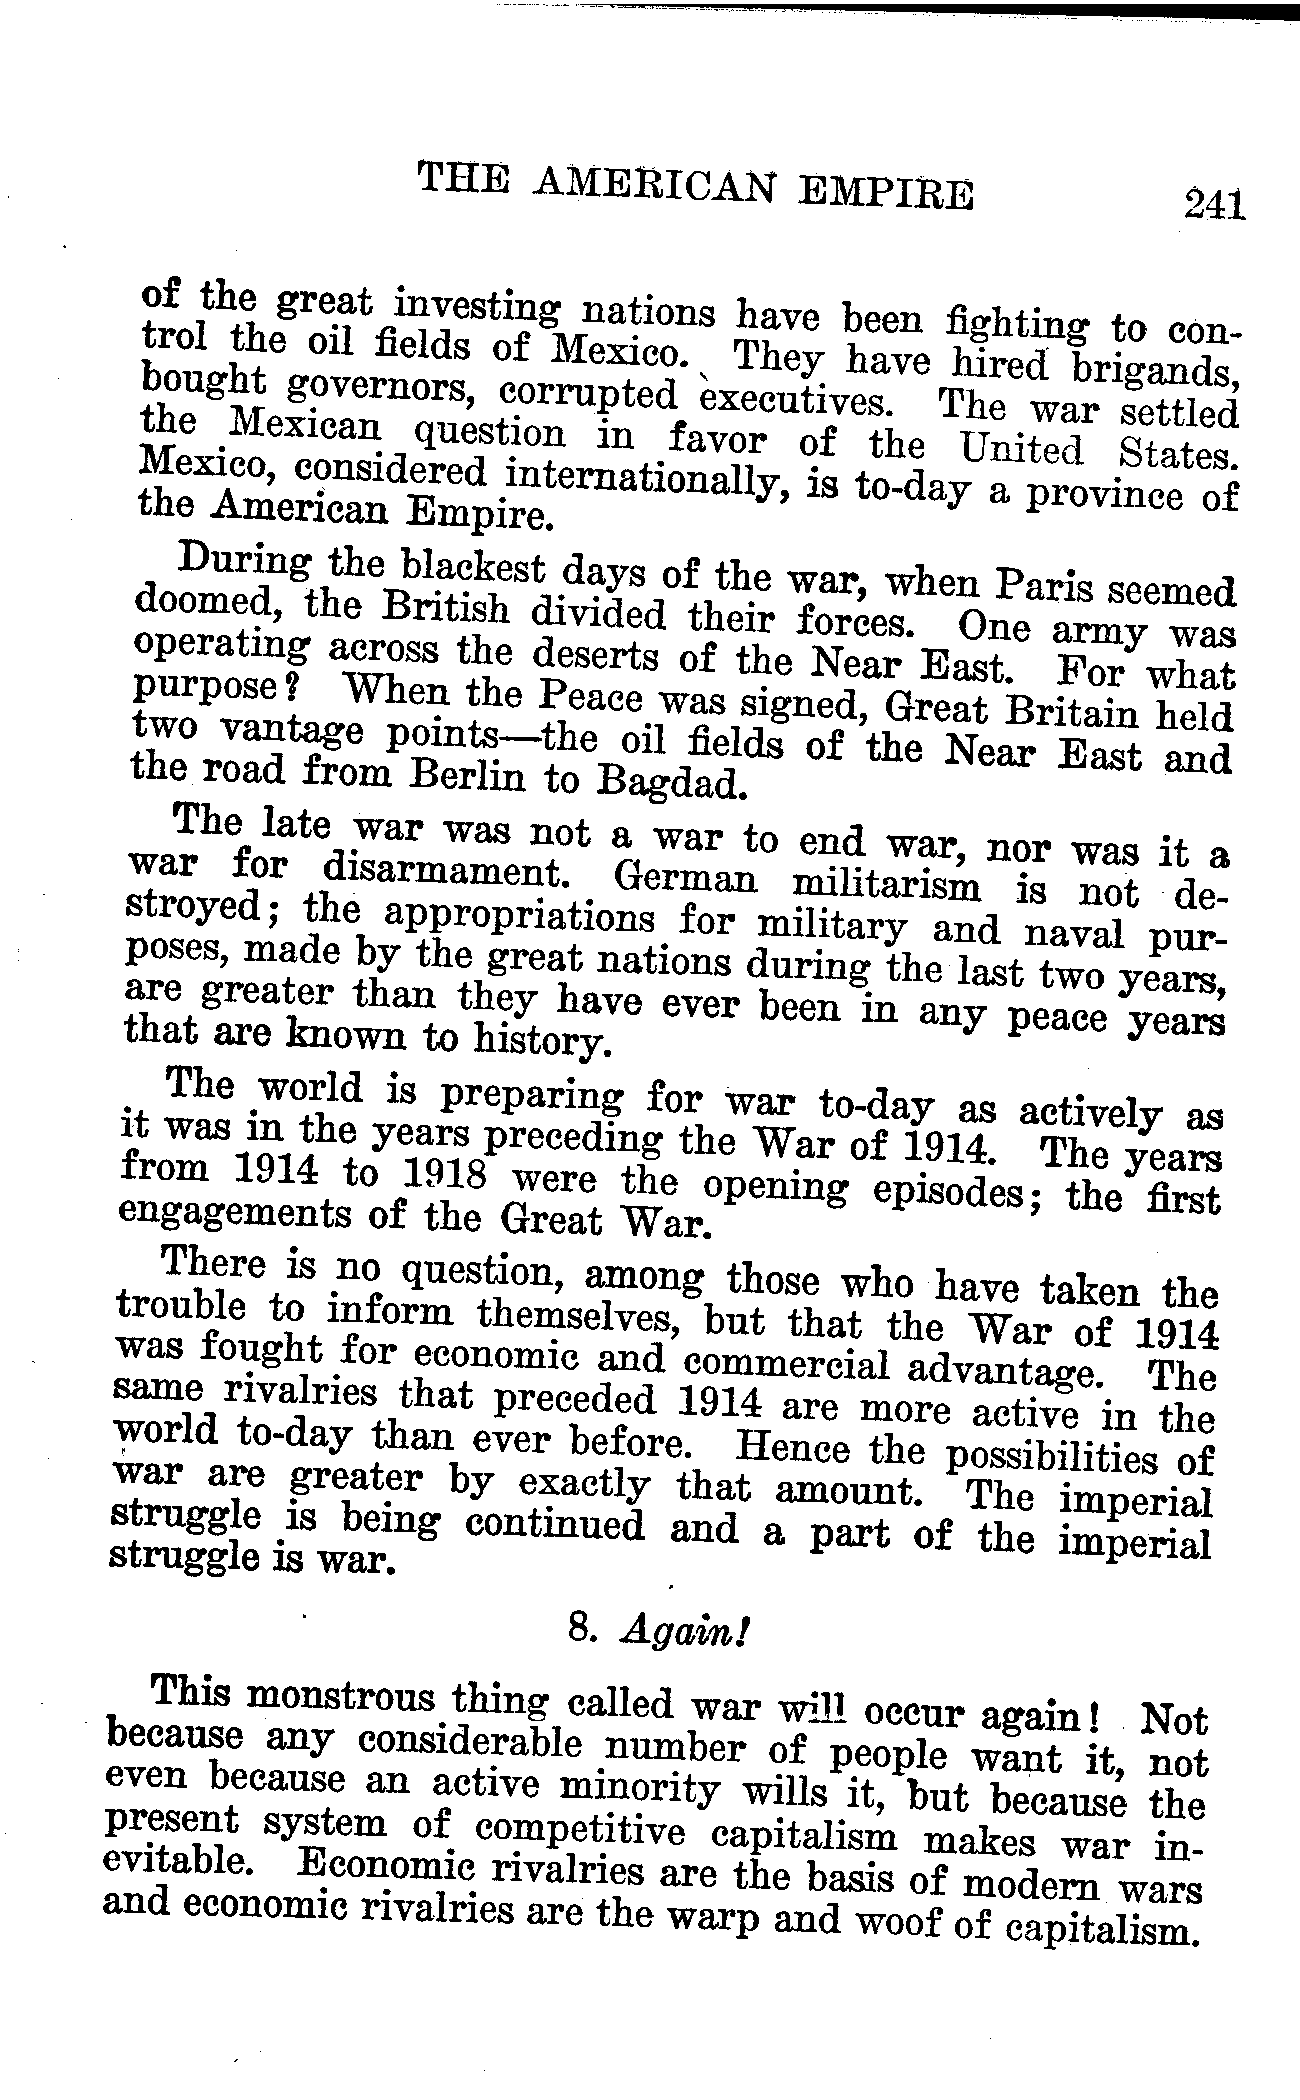 THE AMERICAN EMPIRE 241
of the great investing nations have been fighting to con-
trol the oil fields of Mexico. They have hired brigands,
bought governors, corrupted executives. The war settled
the Mexican question in favor of the United States.
Mexico, considered internationally, is to-day a province of
the American Empire.
During the blackest days of the war, when Paris seemed
doomed, the British divided their forces. One army was
operating across the deserts of the Near East. For what
purpose? When the Peace was signed, Great Britain held
two vantage points—the oil fields of the Near East and
the road from Berlin to Bagdad.
The late war was not a war to end war, nor was it a
war for disarmament. German militarism is not de-
stroyed; the appropriations for military and naval pur-
poses, made by the great nations during the last two years,
are greater than they have ever been in any peace years
that are known to history.
The world is preparing for war to-day as actively as
it was in the years preceding the War of 1914. The years
from 1914 to 1918 were the opening episodes; the first
engagements of the Great War.
There is no question, among those who have taken the
trouble to inform themselves, but that the War of 1914
was fought for economic and commercial advantage. The
same rivalries that preceded 1914 are more active in the
world to-day than ever before. Hence the possibilities of
war are greater by exactly that amount. The imperial
struggle is being continued and a part of the imperial
struggle is war.
8. Again!
This monstrous thing called war will occur again! Not
because any considerable number of people want it, not
even because an active minority wills it, but because the
present system of competitive capitalism makes war in-
evitable. Economic rivalries are the basis of modern wars
and economic rivalries are the warp and woof of capitalism.